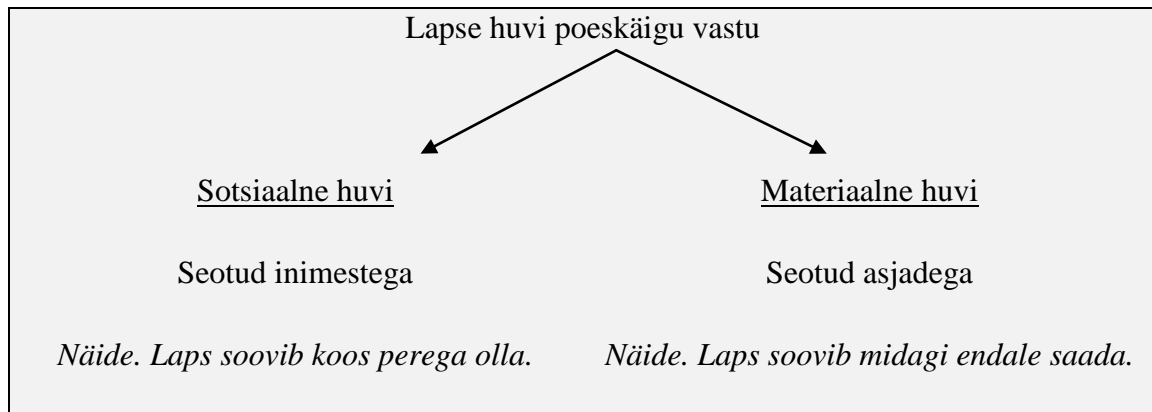 Lapse huvi poeskäigu vastu
Sotsiaalne huvi
Materiaalne huvi
Seotud inimestega
Seotud asjadega
Näide. Laps soovib koos perega olla.
Näide. Laps soovib midagi endale saada.